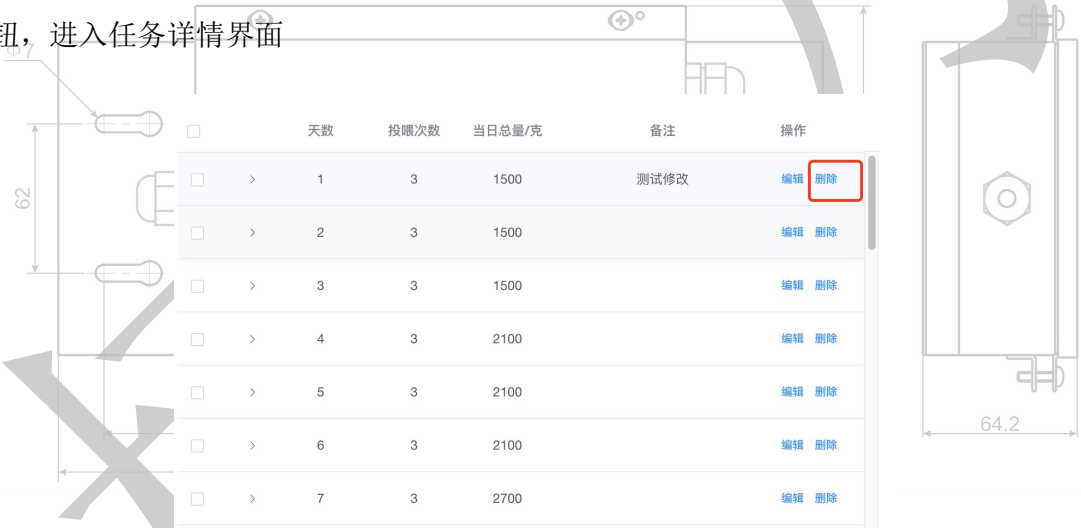 钮，进入任务详情界面
Φ7
62
64.2
天数 投喂次数 当日总量/克 备注 操作
1 3 1500 测试修改 编辑 删除
2 3 1500 编辑 删除
3 3 1500 编辑 删除
4 3 2100 编辑 删除
5 3 2100 编辑 删除
6 3 2100 编辑 删除
7 3 2700 编辑 删除